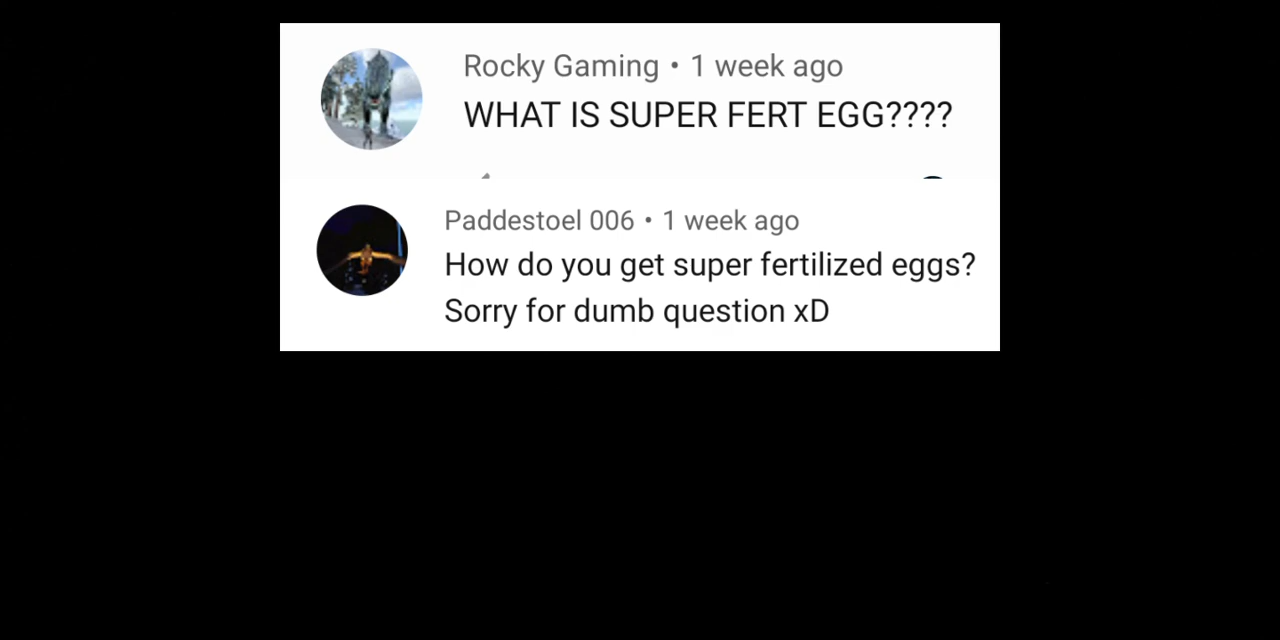 Rocky Gaming • 1 week ago
WHAT IS SUPER FERT EGG????
Paddestoel 006 • 1 week ago
How do you get super fertilized eggs?
Sorry for dumb question xD